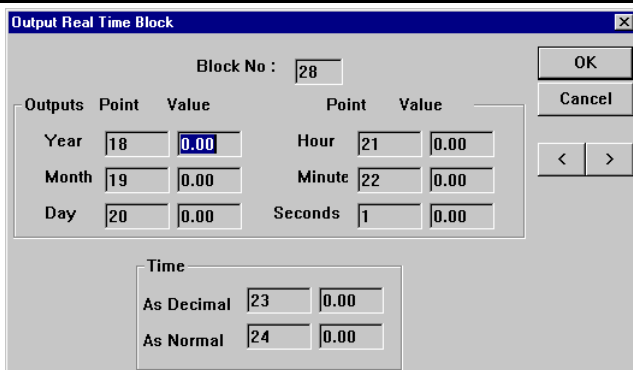 Output Real Time Block
Block No : 28
OK
Cancel
< >
Outputs Point Value Point Value
Year 18 0.00 Hour 21 0.00
Month 19 0.00 Minute 22 0.00
Day 20 0.00 Seconds 1 0.00
Time
As Decimal 23 0.00
As Normal 24 0.00